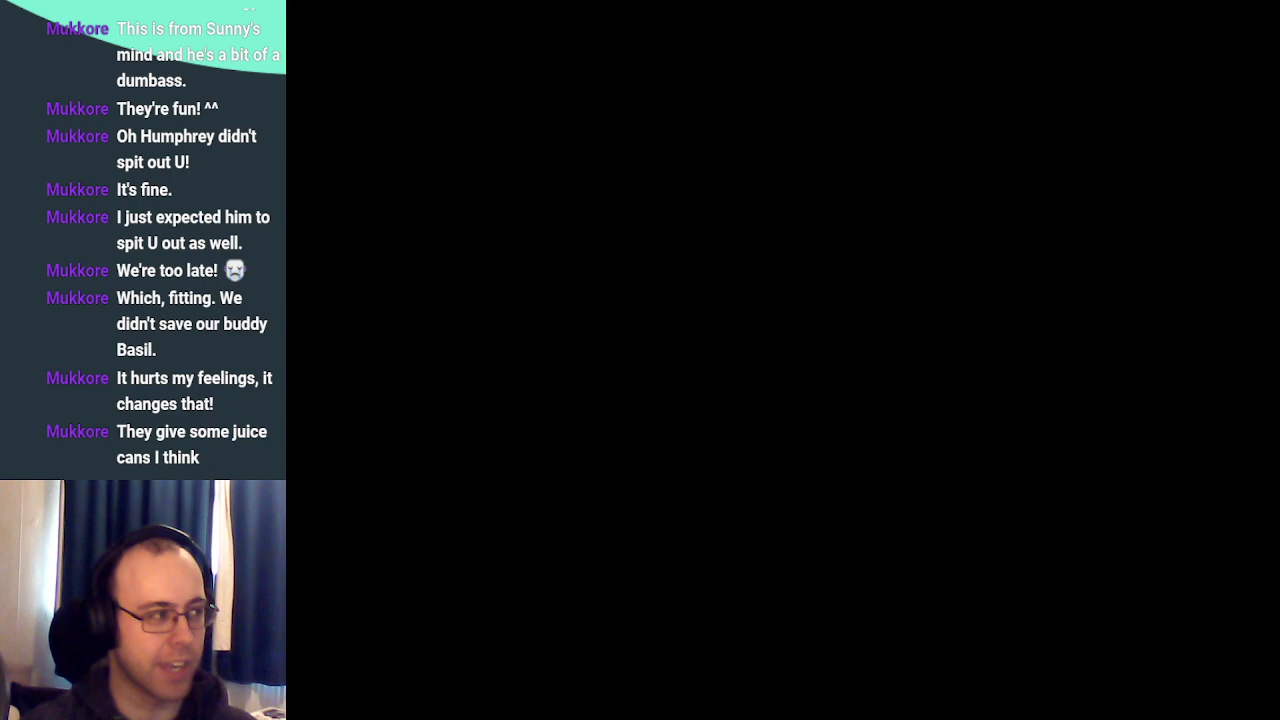 Mukkore This is from Sunny's
mind and he's a bit of a
dumbass.
Mukkore They're fun! ^^
Mukkore Oh Humphrey didn't
spit out U!
Mukkore It's fine.
Mukkore I just expected him to
spit U out as well.
Mukkore We're too late!
Mukkore Which, fitting. We
didn't save our buddy
Basil.
Mukkore It hurts my feelings, it
changes that!
Mukkore They give some juice
cans I think